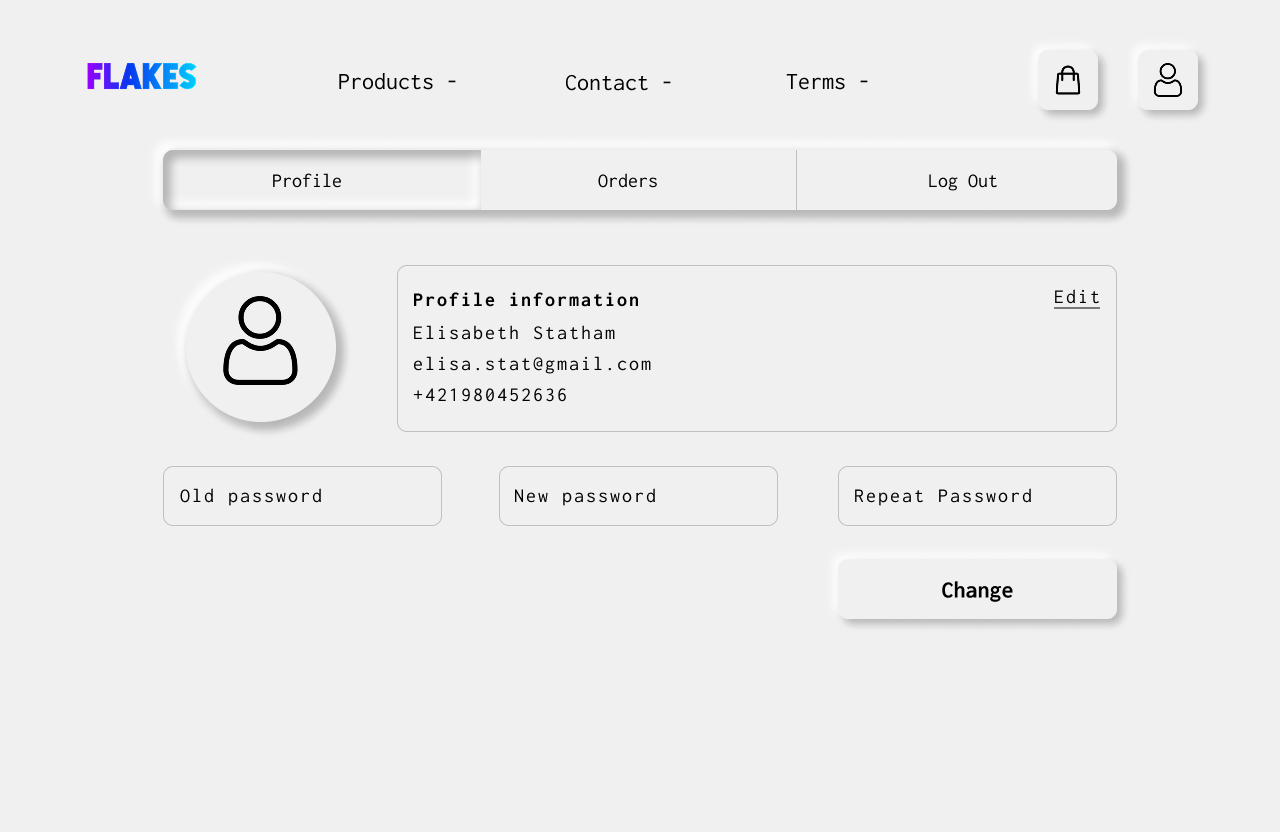 FLAKES
Products -
Contact -
Terms -
Profile
Orders
Log Out
Profile information
Edit
Elisabeth Statham
elisa.stat@gmail.com
+421980452636
Old password
New password
Repeat Password
Change